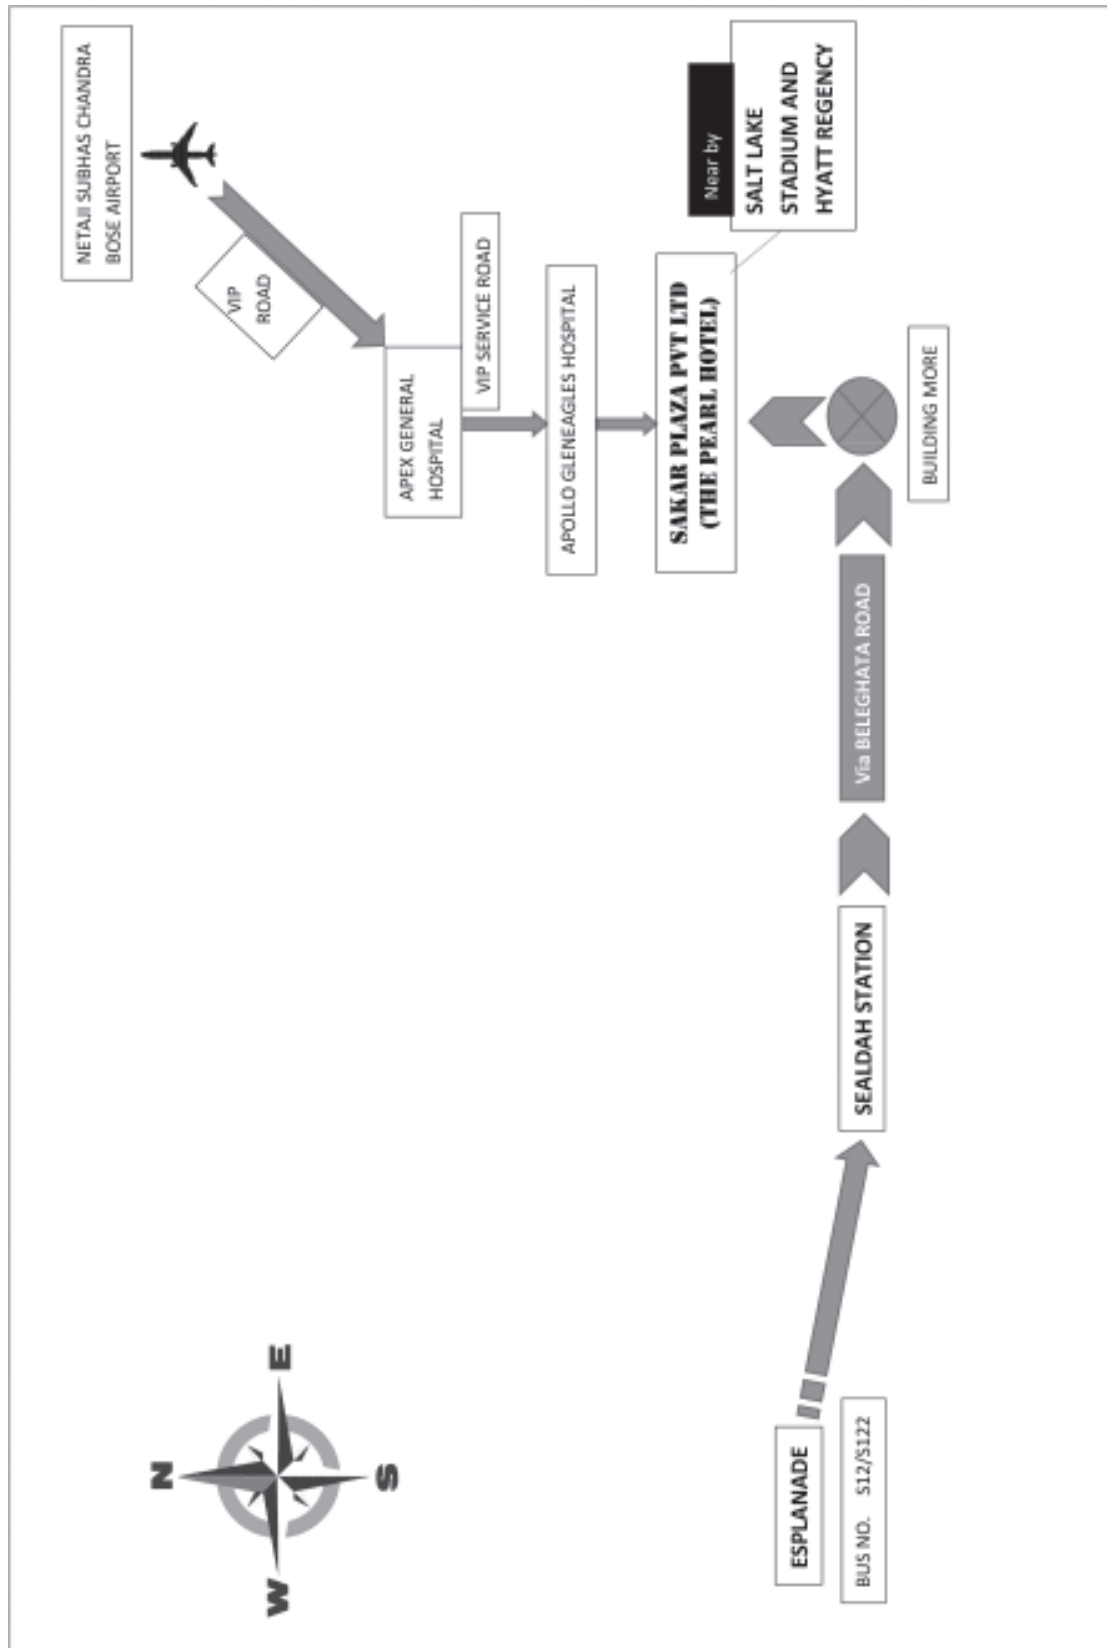 NETAJI SUBHAS CHANDRA
BOSE AIRPORT
VIP
ROAD
APEX GENERAL
HOSPITAL
VIP SERVICE ROAD
APOLLO GLENEAGLES HOSPITAL
SAKAR PLAZA PVT LTD
(THE PEARL HOTEL)
Near by
SALT LAKE
STADIUM AND
HYATT REGENCY
N
W
E
S
ESPLANADE
BUS NO. S12/S122
SEALDAH STATION
Via BELEGHATA ROAD
BUILDING MORE